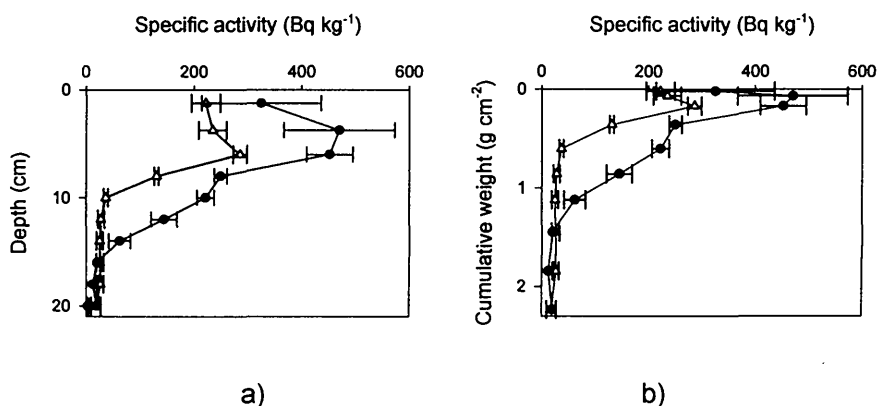 Specific activity (Bq kg⁻¹)
0 200 400 600
0
10
20
Depth (cm)
a)
Specific activity (Bq kg⁻¹)
0 200 400 600
0
1
2
Cumulative weight (g cm⁻²)
b)